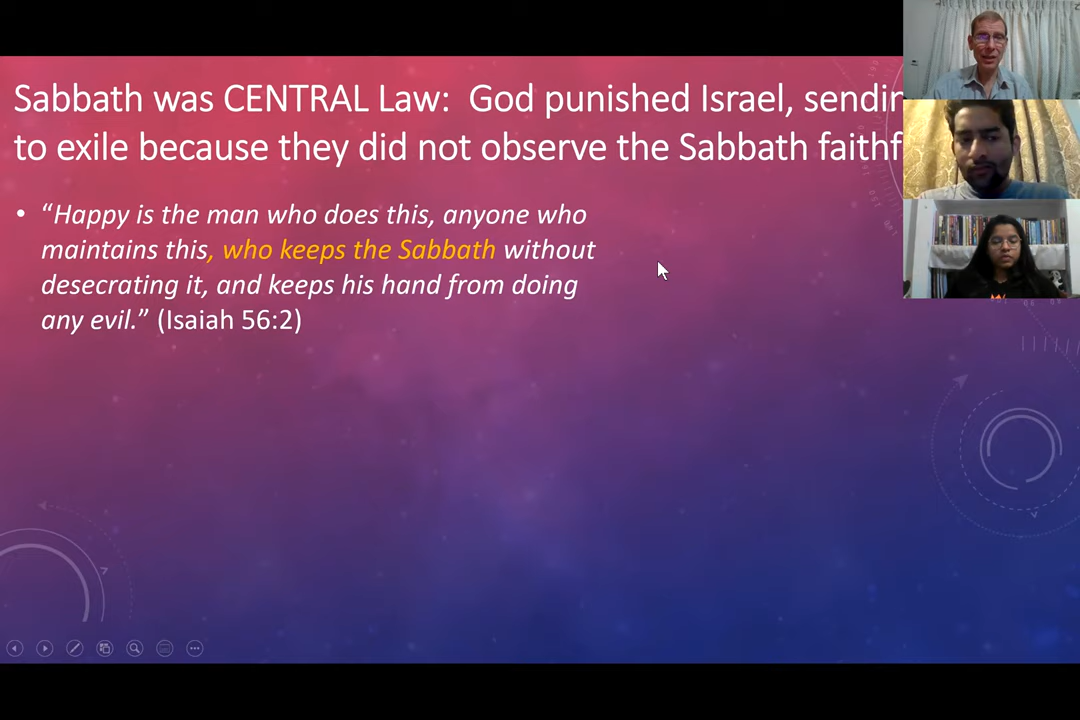 Sabbath was CENTRAL Law:  God punished Israel,
to exile because they did not observe the Sabbath
• “Happy is the man who does this, anyone who
maintains this, who keeps the Sabbath without
desecrating it, and keeps his hand from doing
any evil.” (Isaiah 56:2)